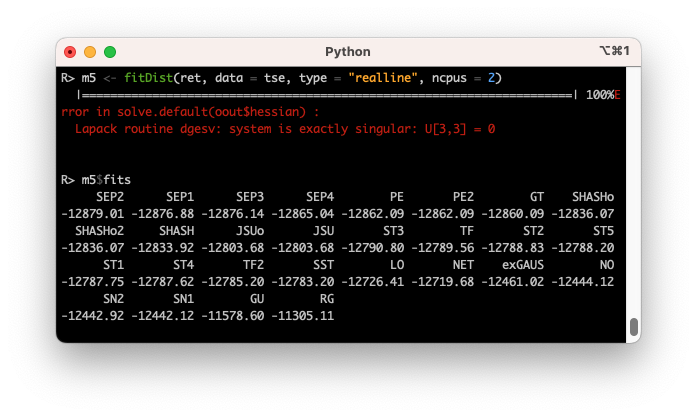 Python
⌥⌘1
R> m5 <- fitDist(ret, data = tse, type = "realline", ncpus = 2)
|======================================================================| 100%E
rror in solve.default(oout$hessian) :
Lapack routine dgesv: system is exactly singular: U[3,3] = 0
R> m5$fits
SEP2 SEP1 SEP3 SEP4 PE PE2 GT SHASHo
-12879.01 -12876.88 -12876.14 -12865.04 -12862.09 -12862.09 -12860.09 -12836.07
SHASHo2 SHASH JSUo JSU ST3 TF ST2 ST5
-12836.07 -12833.92 -12803.68 -12803.68 -12790.80 -12789.56 -12788.83 -12788.20
ST1 ST4 TF2 SST LO NET exGAUS NO
-12787.75 -12787.62 -12785.20 -12783.20 -12726.41 -12719.68 -12461.02 -12444.12
SN2 SN1 GU RG
-12442.92 -12442.12 -11578.60 -11305.11